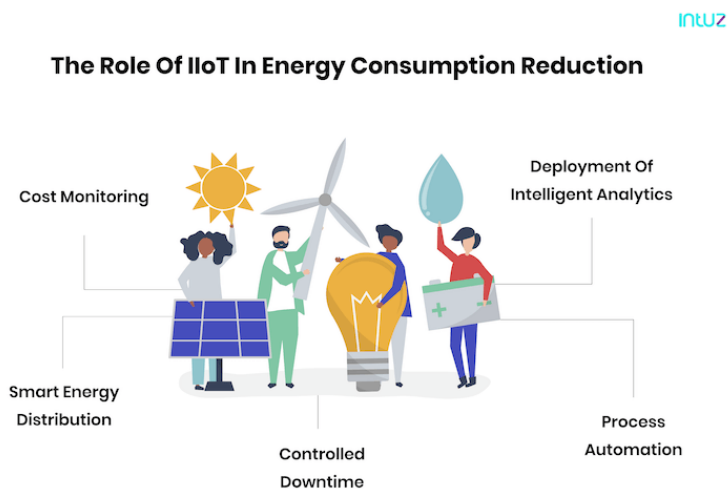 INTUZ
The Role Of IIoT In Energy Consumption Reduction
Cost Monitoring
Deployment Of
Intelligent Analytics
Smart Energy
Distribution
Controlled
Downtime
Process
Automation